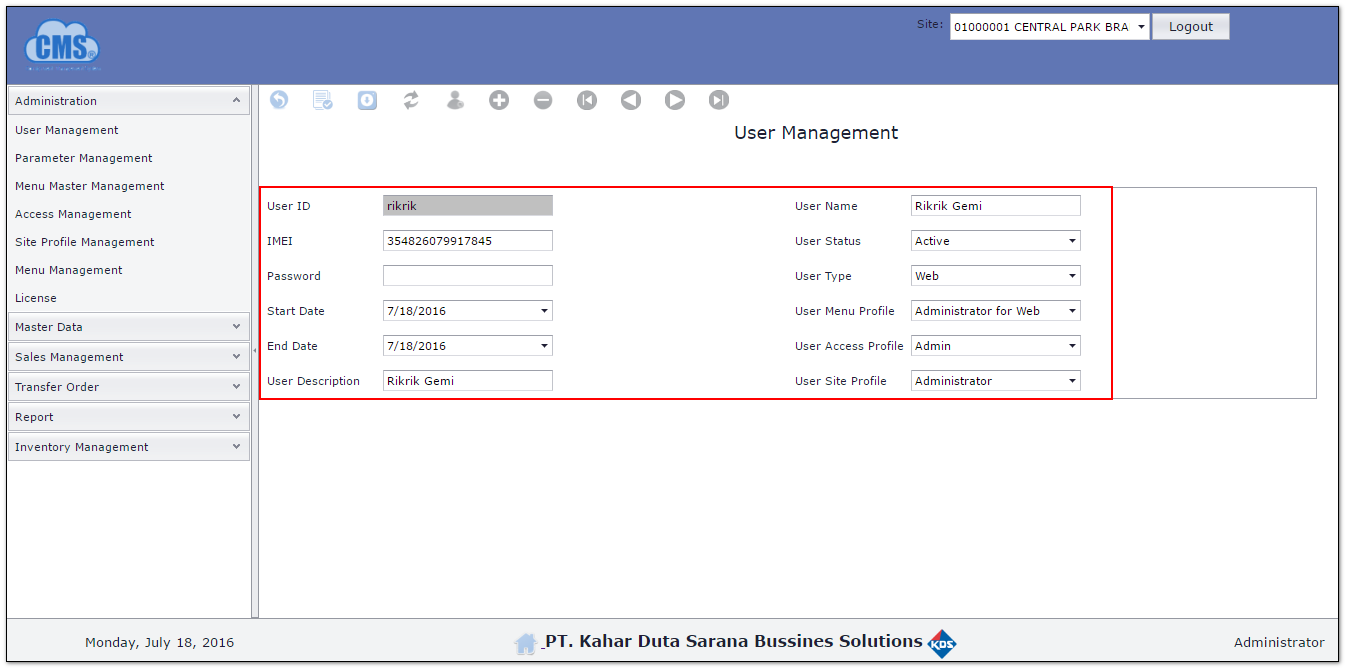 Site: 01000001 CENTRAL PARK BRA Logout
CMS®
Administration
User Management
Parameter Management
Menu Master Management
Access Management
Site Profile Management
Menu Management
License
Master Data
Sales Management
Transfer Order
Report
Inventory Management
User Management
User ID rikrik User Name Rikrik Gemi
IMEI 354826079917845 User Status Active
Password User Type Web
Start Date 7/18/2016 User Menu Profile Administrator for Web
End Date 7/18/2016 User Access Profile Admin
User Description Rikrik Gemi User Site Profile Administrator
Monday, July 18, 2016 PT. Kahar Duta Sarana Bussines Solutions KDS Administrator